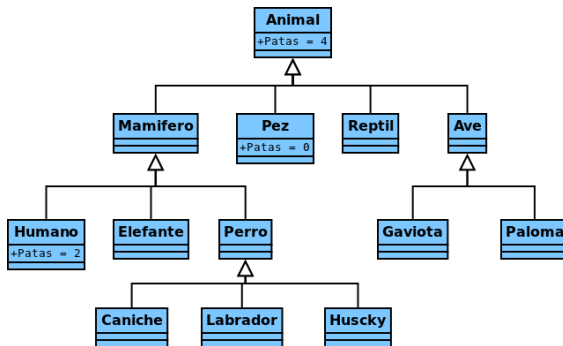 Animal
+Patas = 4
Mamifero
Pez
Reptil
Ave
+Patas = 0
Humano
Elefante
Perro
Gaviota
Paloma
+Patas = 2
Caniche
Labrador
Huscky